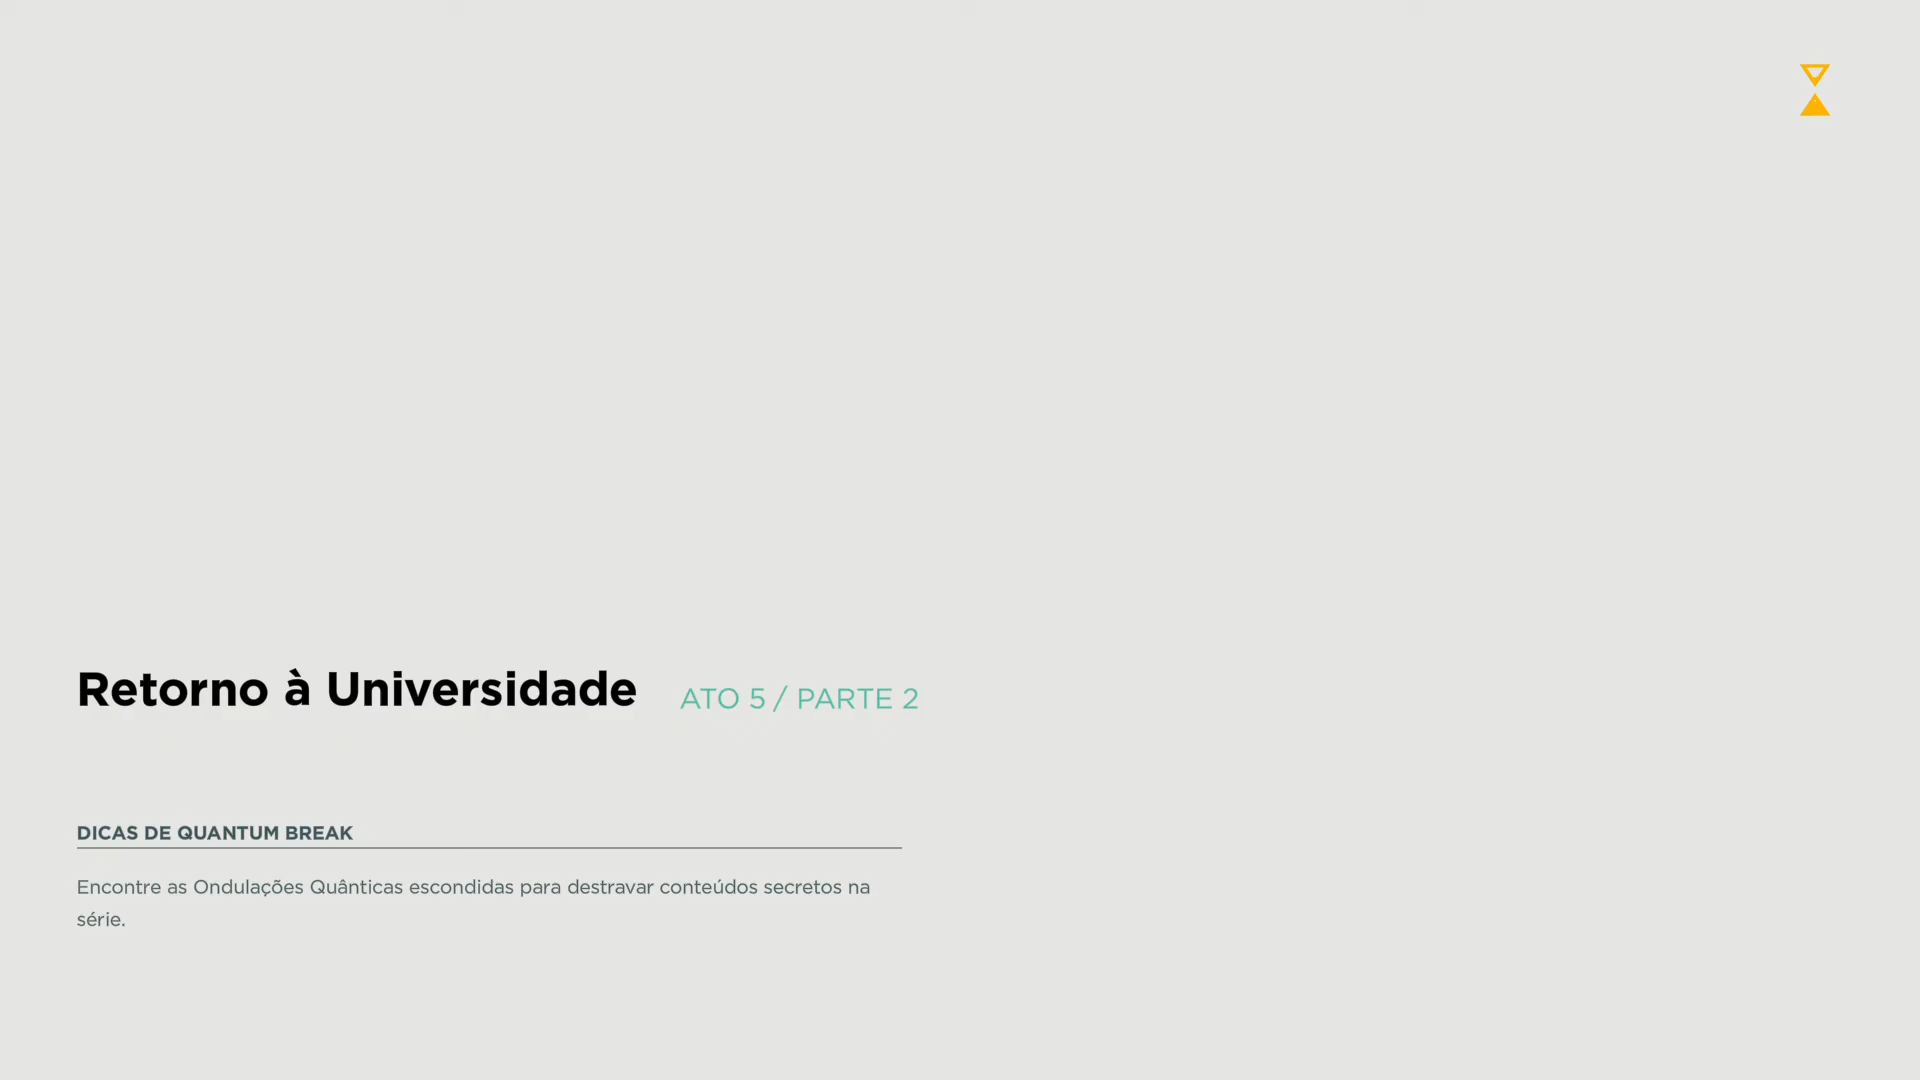 Retorno à Universidade ATO 5 / PARTE 2
DICAS DE QUANTUM BREAK
Encontre as Ondulações Quânticas escondidas para destravar conteúdos secretos na
série.